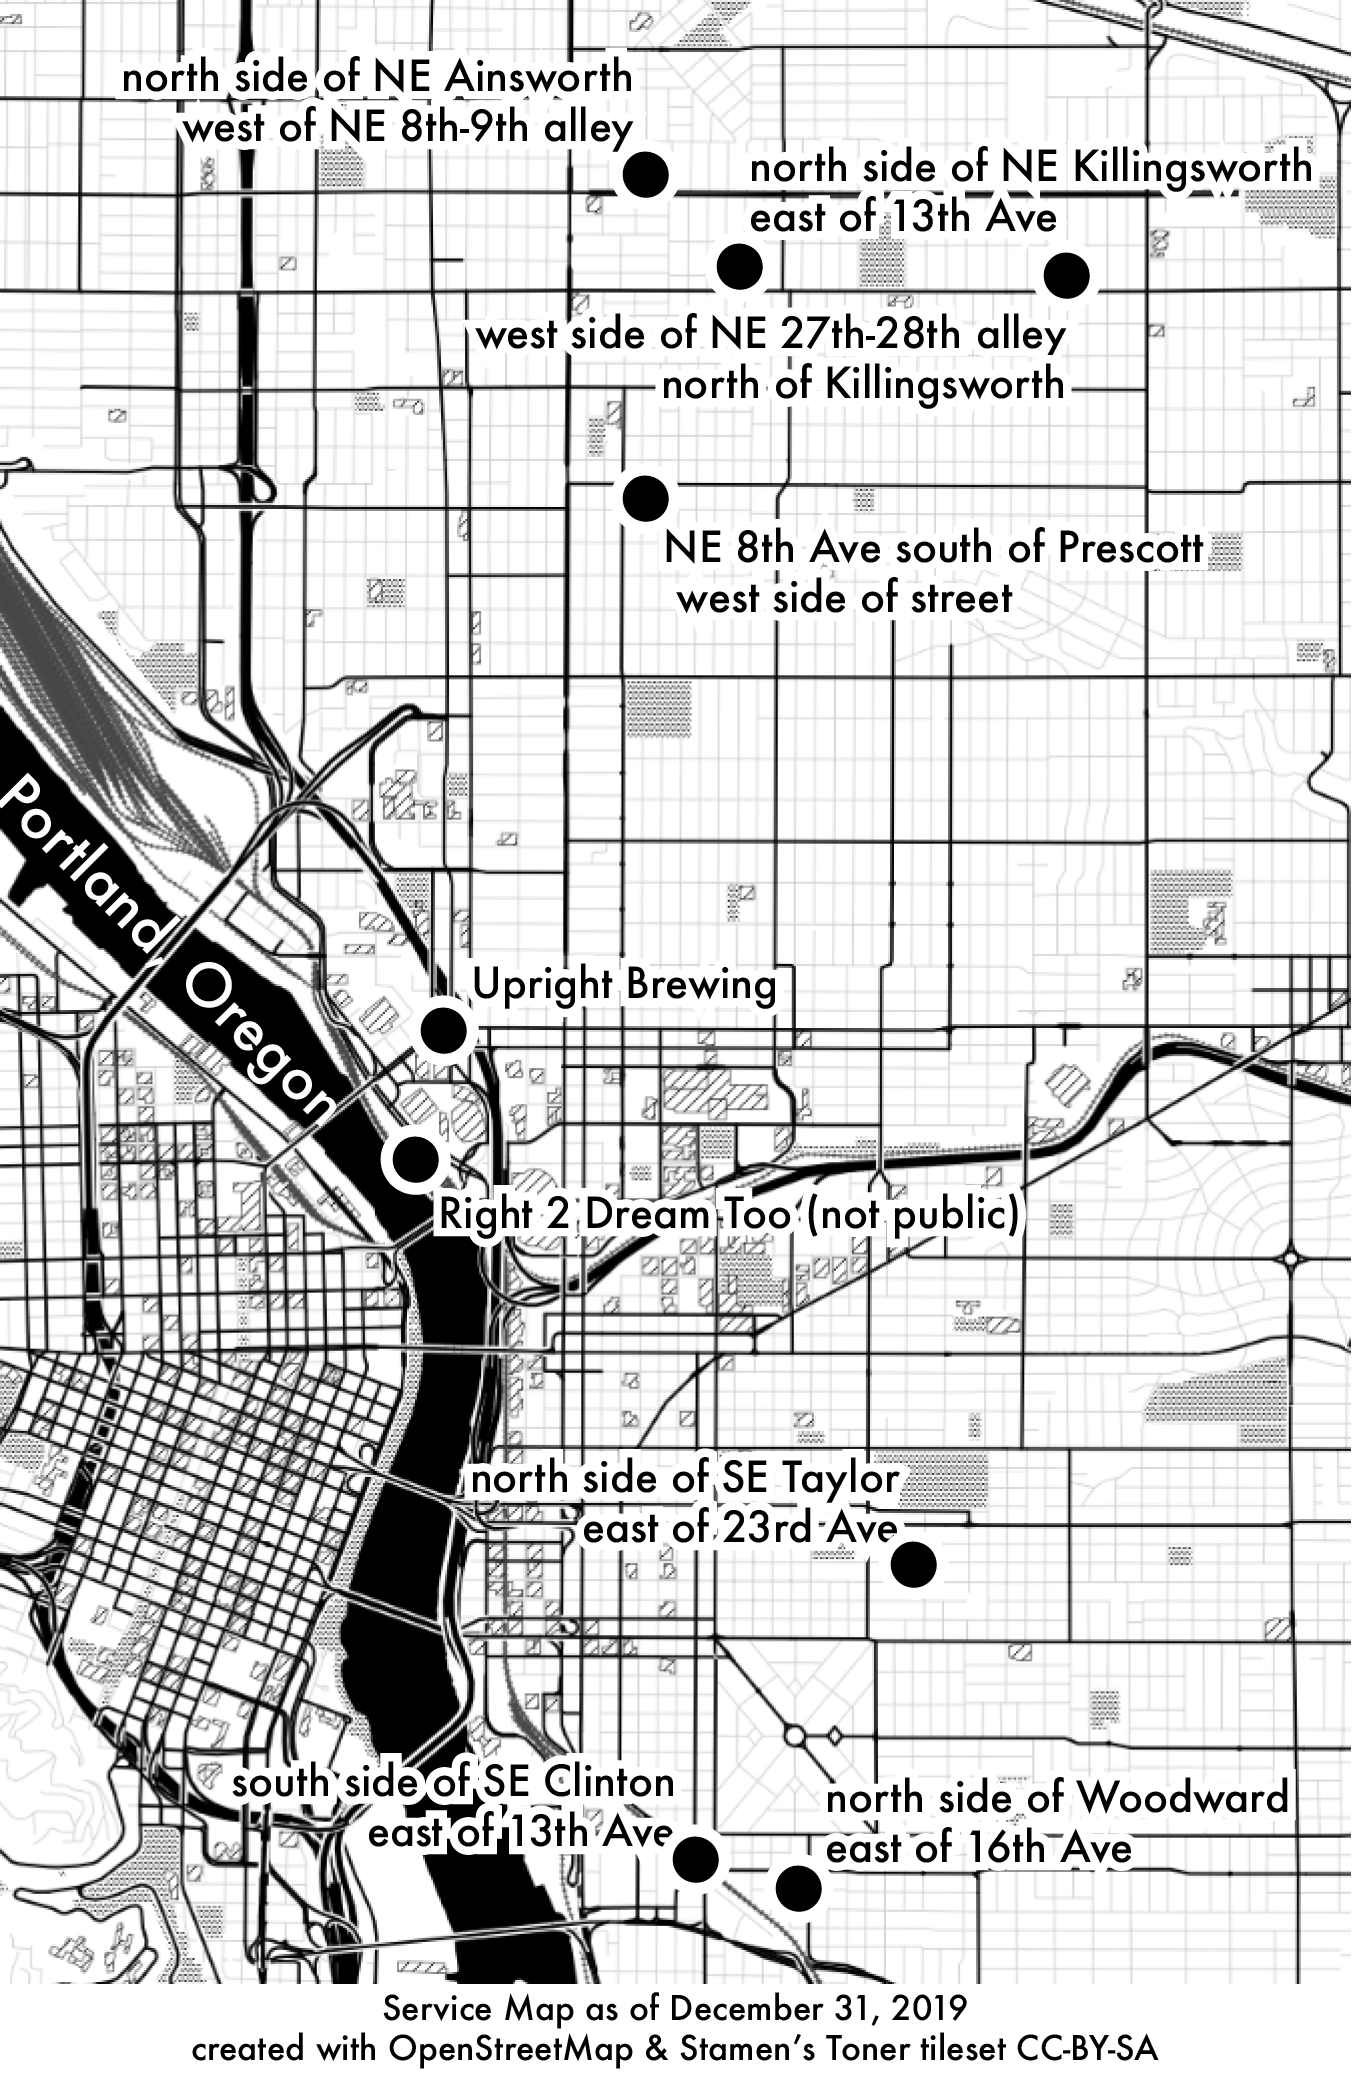 north side of NE Ainsworth
west of NE 8th-9th alley
north side of NE Killingsworth
east of 13th Ave
west side of NE 27th-28th alley
north of Killingsworth
NE 8th Ave south of Prescott
west side of street
Portland
Oregon
Upright Brewing
Right 2 Dream Too (not public)
north side of SE Taylor
east of 23rd Ave
south side of SE Clinton
east of 13th Ave
north side of Woodward
east of 16th Ave
Service Map as of December 31, 2019
created with OpenStreetMap & Stamen’s Toner tileset CC-BY-SA